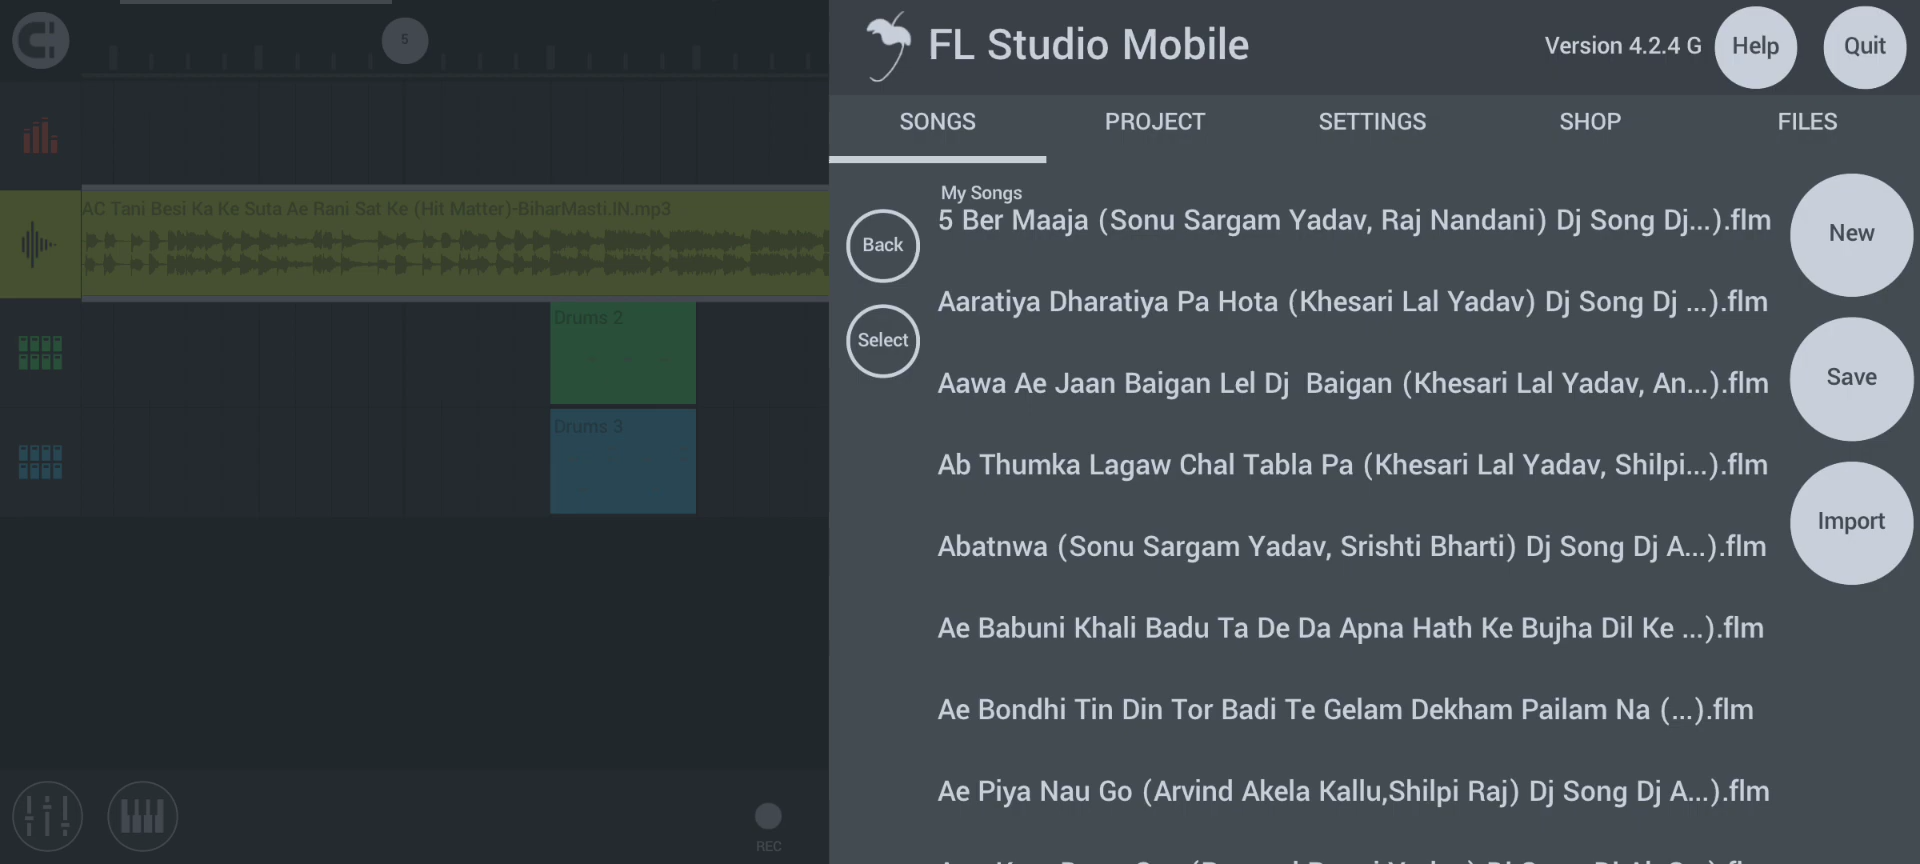 5
AC Tani Besi Ka Ke Suta Ae Rani Sat Ke (Hit Matter)-BiharMasti.IN.mp3
Drums 2
Drums 3
REC
FL Studio Mobile
Version 4.2.4 G
Help
Quit
SONGS
PROJECT
SETTINGS
SHOP
FILES
My Songs
Back
Select
5 Ber Maaja (Sonu Sargam Yadav, Raj Nandani) Dj Song Dj...).flm
Aaratiya Dharatiya Pa Hota (Khesari Lal Yadav) Dj Song Dj ...).flm
Aawa Ae Jaan Baigan Lel Dj  Baigan (Khesari Lal Yadav, An...).flm
Ab Thumka Lagaw Chal Tabla Pa (Khesari Lal Yadav, Shilpi...).flm
Abatnwa (Sonu Sargam Yadav, Srishti Bharti) Dj Song Dj A...).flm
Ae Babuni Khali Badu Ta De Da Apna Hath Ke Bujha Dil Ke ...).flm
Ae Bondhi Tin Din Tor Badi Te Gelam Dekham Pailam Na (...).flm
Ae Piya Nau Go (Arvind Akela Kallu,Shilpi Raj) Dj Song Dj A...).flm
New
Save
Import